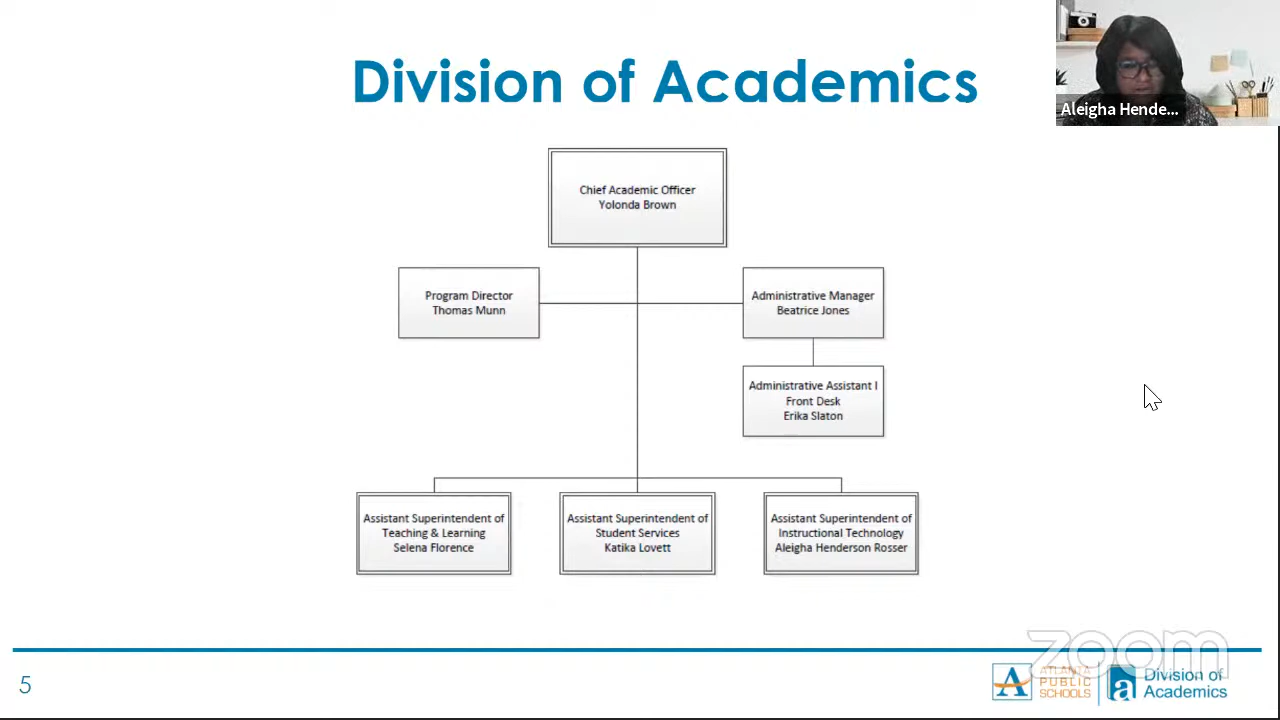 Division of Academics
Aleigha Hende...
Chief Academic Officer
Yolonda Brown
Program Director
Thomas Munn
Administrative Manager
Beatrice Jones
Administrative Assistant I
Front Desk
Erika Slaton
Assistant Superintendent of
Teaching & Learning
Selena Florence
Assistant Superintendent of
Student Services
Katika Lovett
Assistant Superintendent of
Instructional Technology
Aleigha Henderson Rosser
zoom
5
A
ATLANTA
PUBLIC
SCHOOLS
a
Division of
Academics